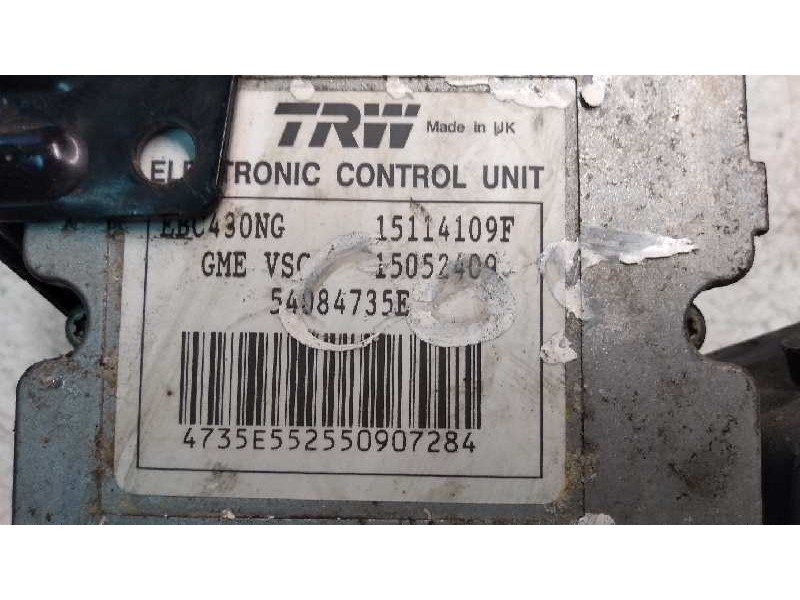 TRW Made in UK
ELECTRONIC CONTROL UNIT
EBC430NG 15114109F
GME VSC 15052409
54084735E
4735E552550907284